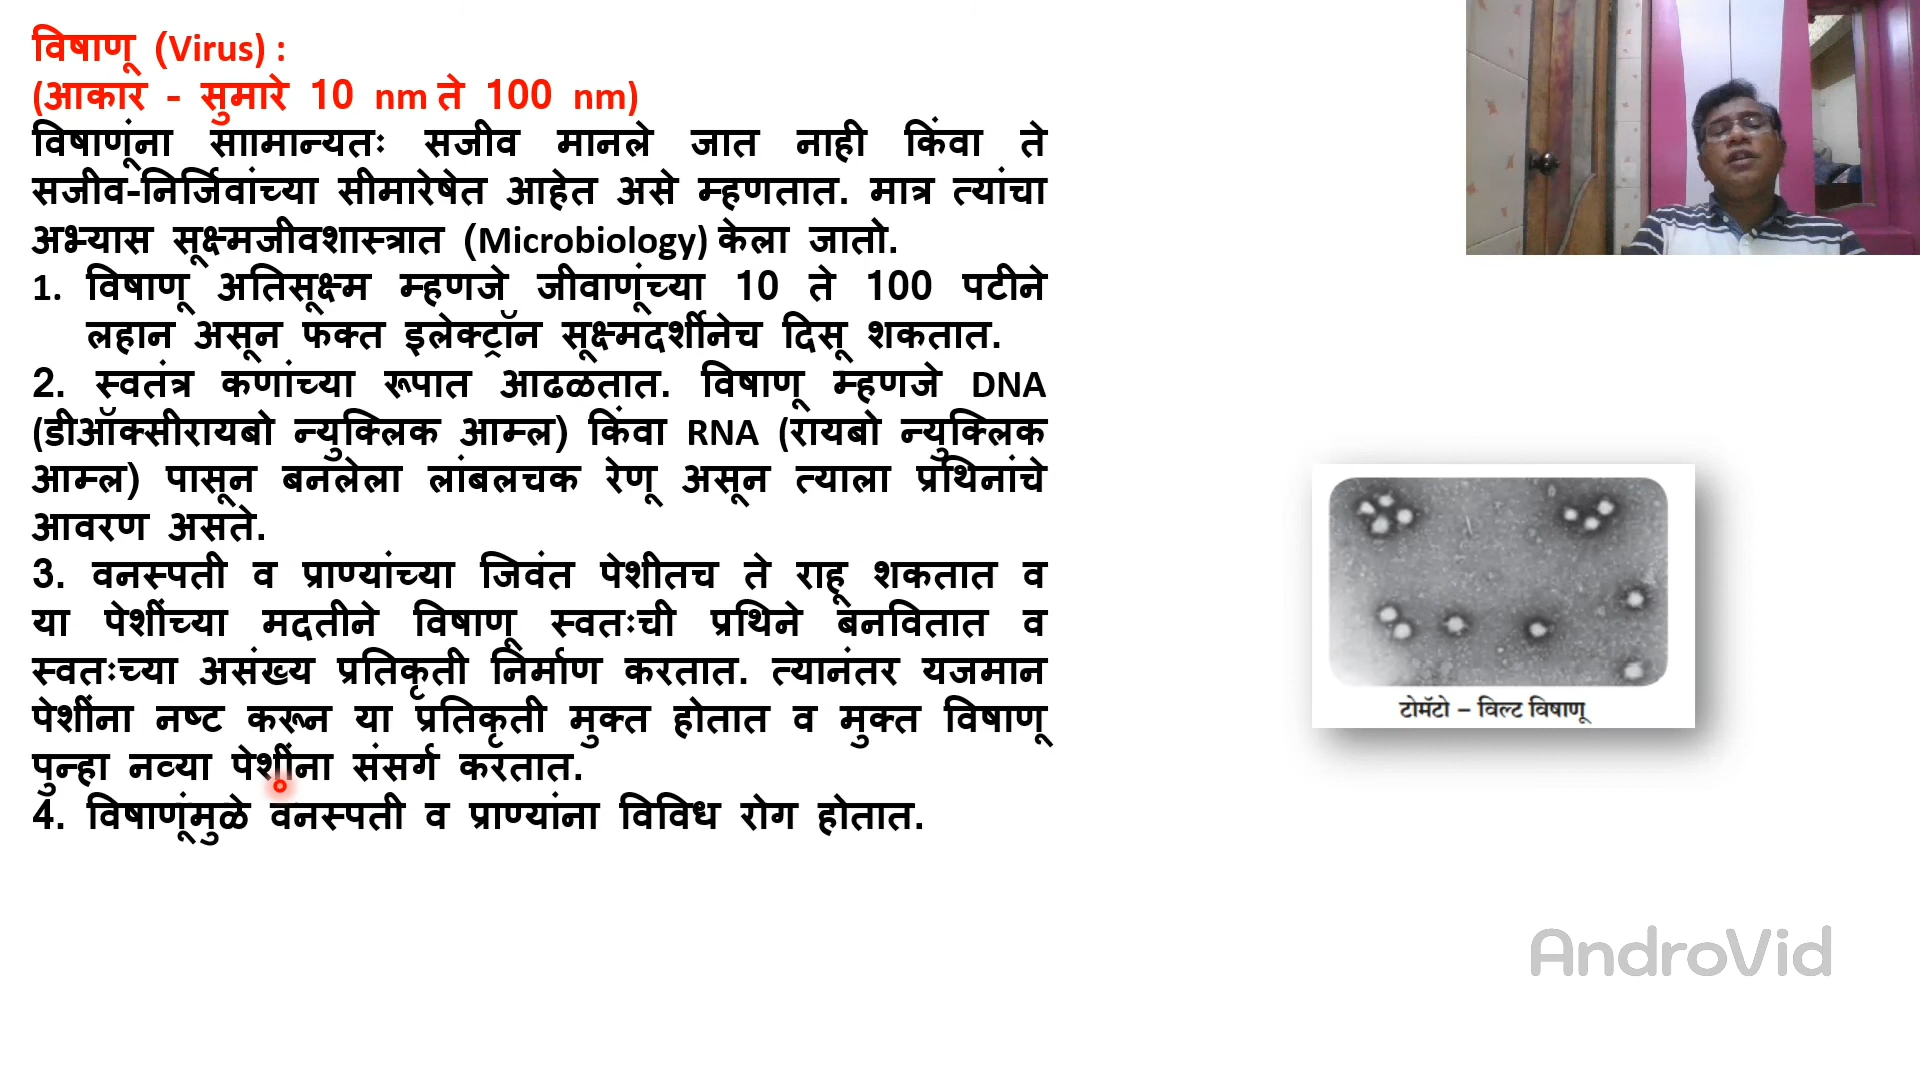 विषाणू (Virus) :
(आकार - सुमारे 10 nm ते 100 nm)
विषाणूंना साामान्यतः सजीव मानले जात नाही किंवा ते
सजीव-निर्जिवांच्या सीमारेषेत आहेत असे म्हणतात. मात्र त्यांचा
अभ्यास सूक्ष्मजीवशास्त्रात (Microbiology) केला जातो.
1. विषाणू अतिसूक्ष्म म्हणजे जीवाणूंच्या 10 ते 100 पटीने
लहान असून फक्त इलेक्ट्रॉन सूक्ष्मदर्शीनेच दिसू शकतात.
2. स्वतंत्र कणांच्या रूपात आढळतात. विषाणू म्हणजे DNA
(डीऑक्सीरायबो न्युक्लिक आम्ल) किंवा RNA (रायबो न्युक्लिक
आम्ल) पासून बनलेला लांबलचक रेणू असून त्याला प्रथिनांचे
आवरण असते.
3. वनस्पती व प्राण्यांच्या जिवंत पेशीतच ते राहू शकतात व
या पेशींच्या मदतीने विषाणू स्वतःची प्रथिने बनवितात व
स्वतःच्या असंख्य प्रतिकृती निर्माण करतात. त्यानंतर यजमान
पेशींना नष्ट करून या प्रतिकृती मुक्त होतात व मुक्त विषाणू
पुन्हा नव्या पेशींना संसर्ग करतात.
4. विषाणूंमुळे वनस्पती व प्राण्यांना विविध रोग होतात.
टोमॅटो – विल्ट विषाणू
AndroVid